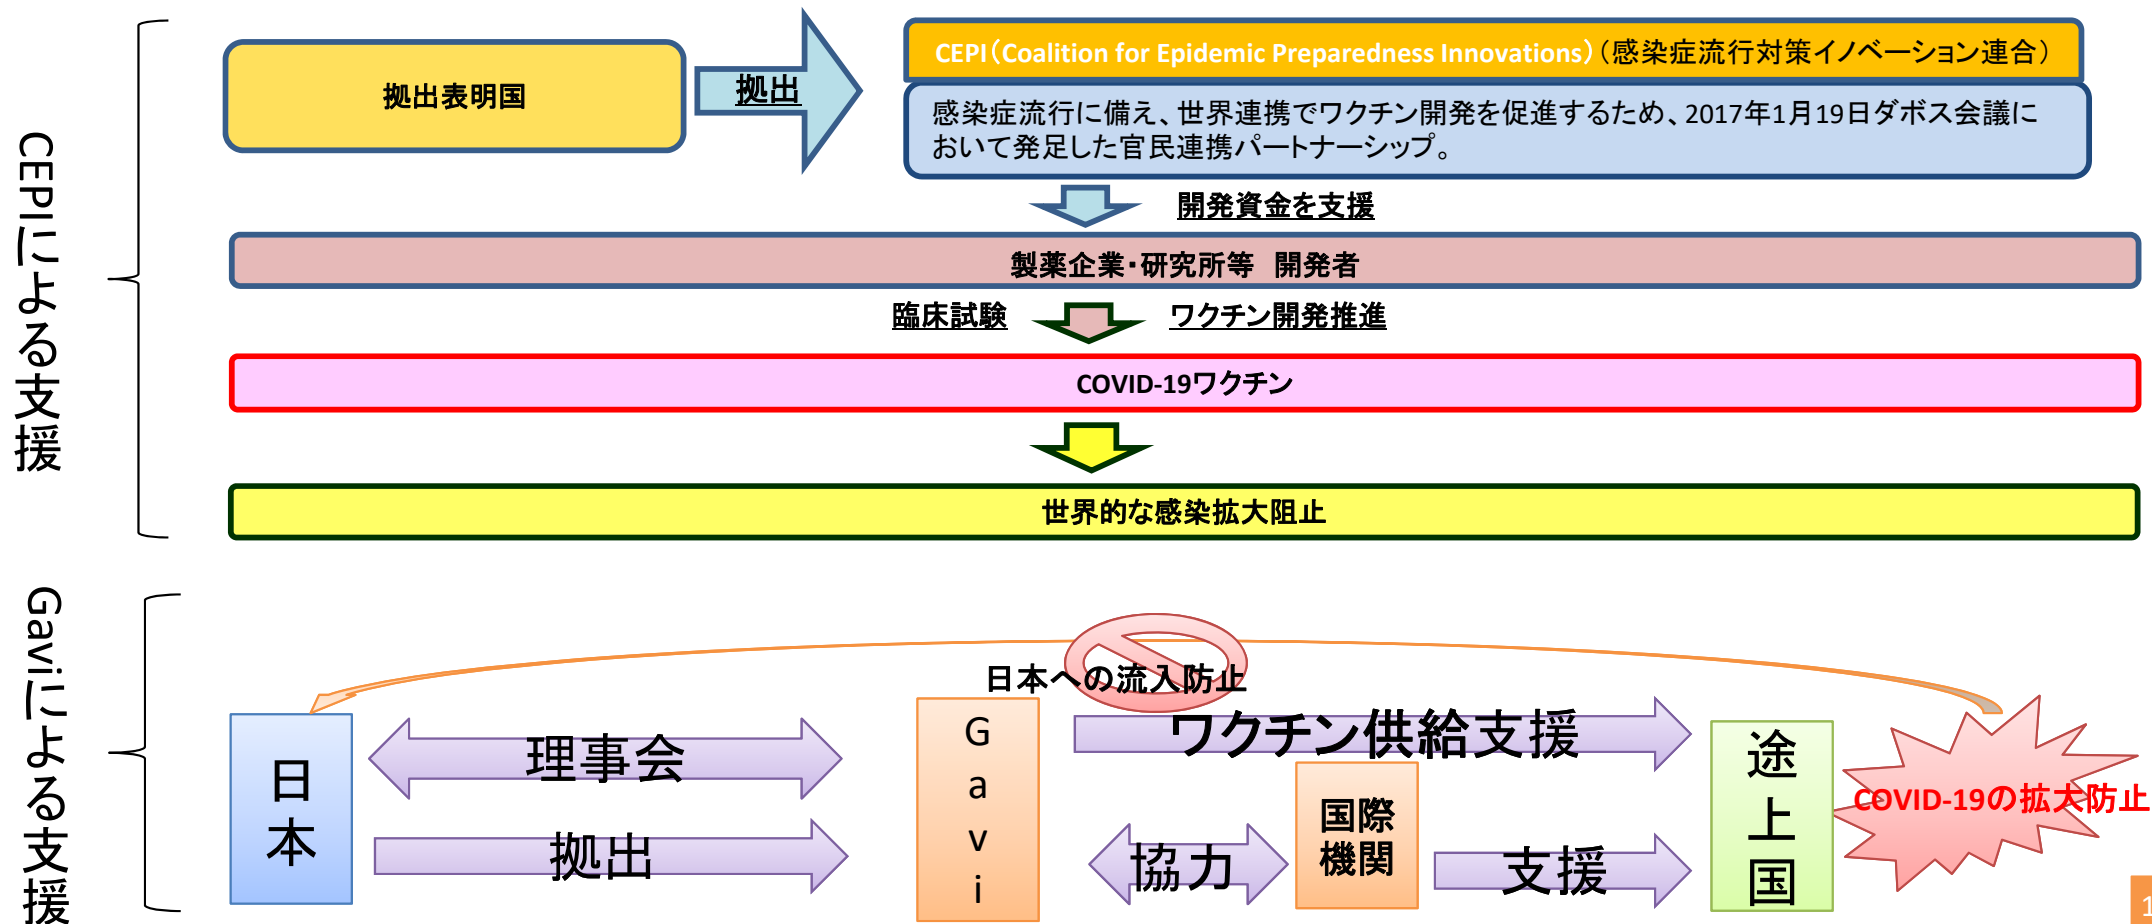 CEPIによる支援
拠出表明国
拠出
CEPI（Coalition for Epidemic Preparedness Innovations）（感染症流行対策イノベーション連合）
感染症流行に備え、世界連携でワクチン開発を促進するため、2017年1月19日ダボス会議に
おいて発足した官民連携パートナーシップ。
開発資金を支援
製薬企業・研究所等　開発者
臨床試験
ワクチン開発推進
COVID-19ワクチン
世界的な感染拡大阻止
Gaviによる支援
日本への流入防止
日本
理事会
拠出
Gavi
ワクチン供給支援
協力
国際
機関
支援
途上国
COVID-19の拡大防止